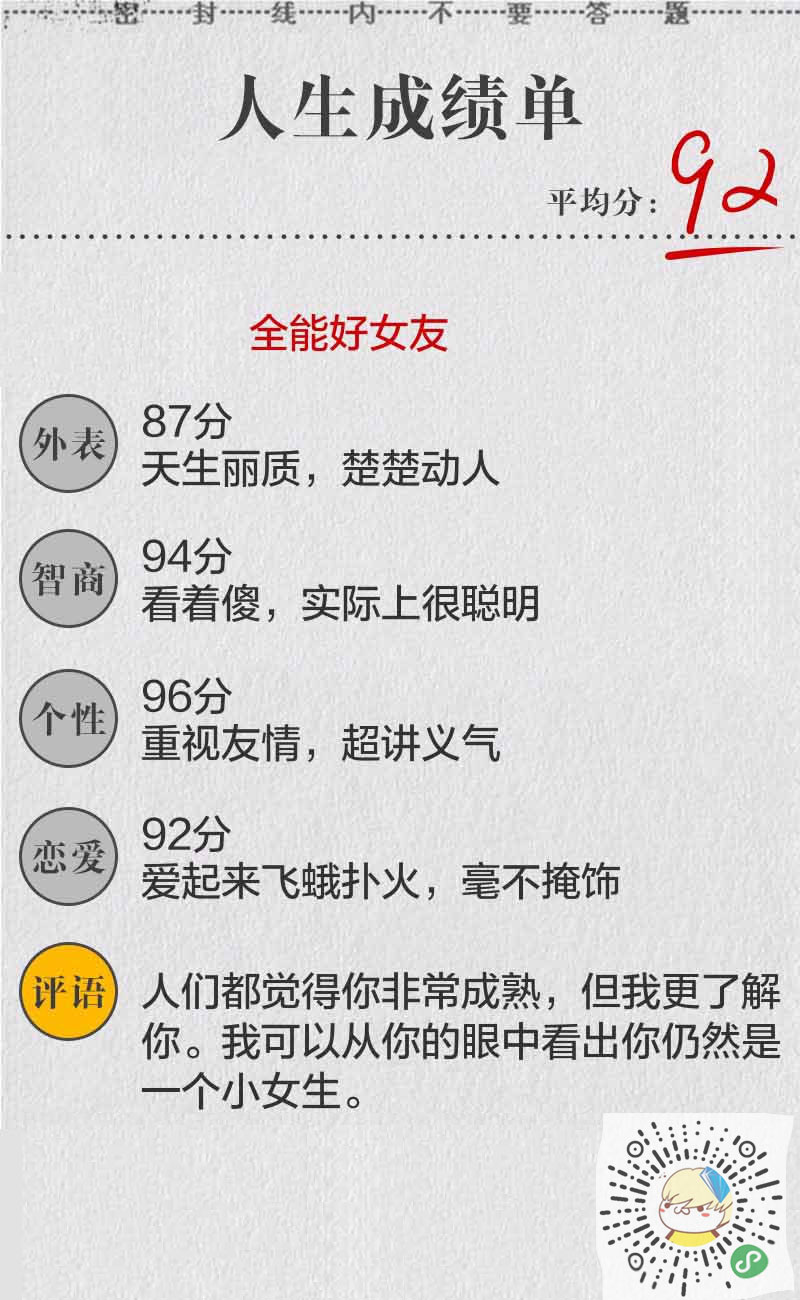 密封线内不要答题
人生成绩单
平均分：92
全能好女友
外表
87分
天生丽质，楚楚动人
智商
94分
看着傻，实际上很聪明
个性
96分
重视友情，超讲义气
恋爱
92分
爱起来飞蛾扑火，毫不掩饰
评语
人们都觉得你非常成熟，但我更了解
你。我可以从你的眼中看出你仍然是
一个小女生。